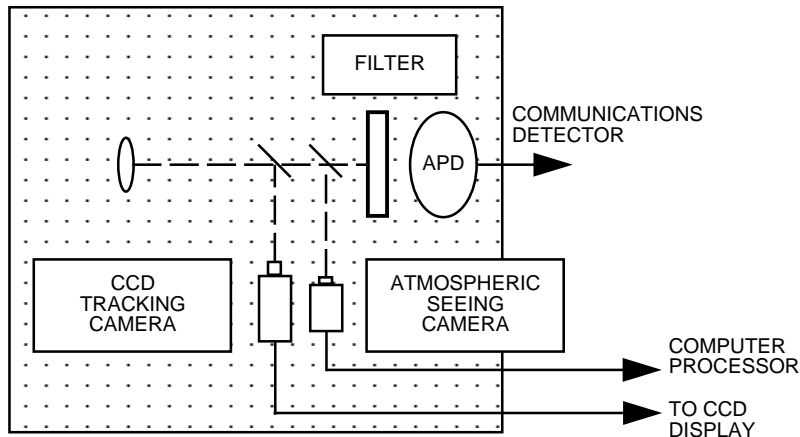 FILTER
COMMUNICATIONS
DETECTOR
APD
CCD
TRACKING
CAMERA
ATMOSPHERIC
SEEING
CAMERA
COMPUTER
PROCESSOR
TO CCD
DISPLAY